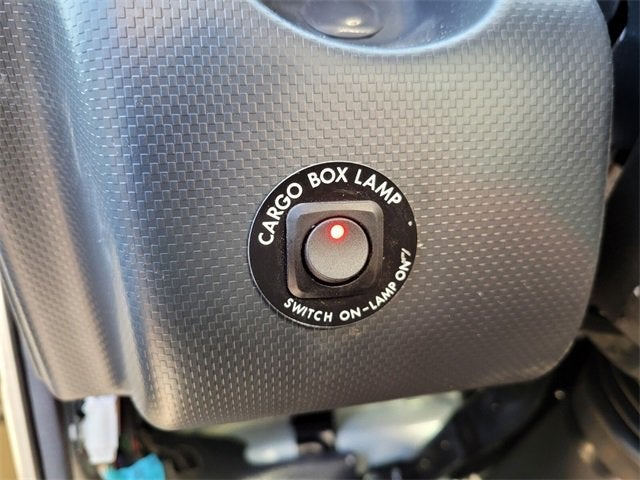 CARGO BOX LAMP
SWITCH ON-LAMP ON